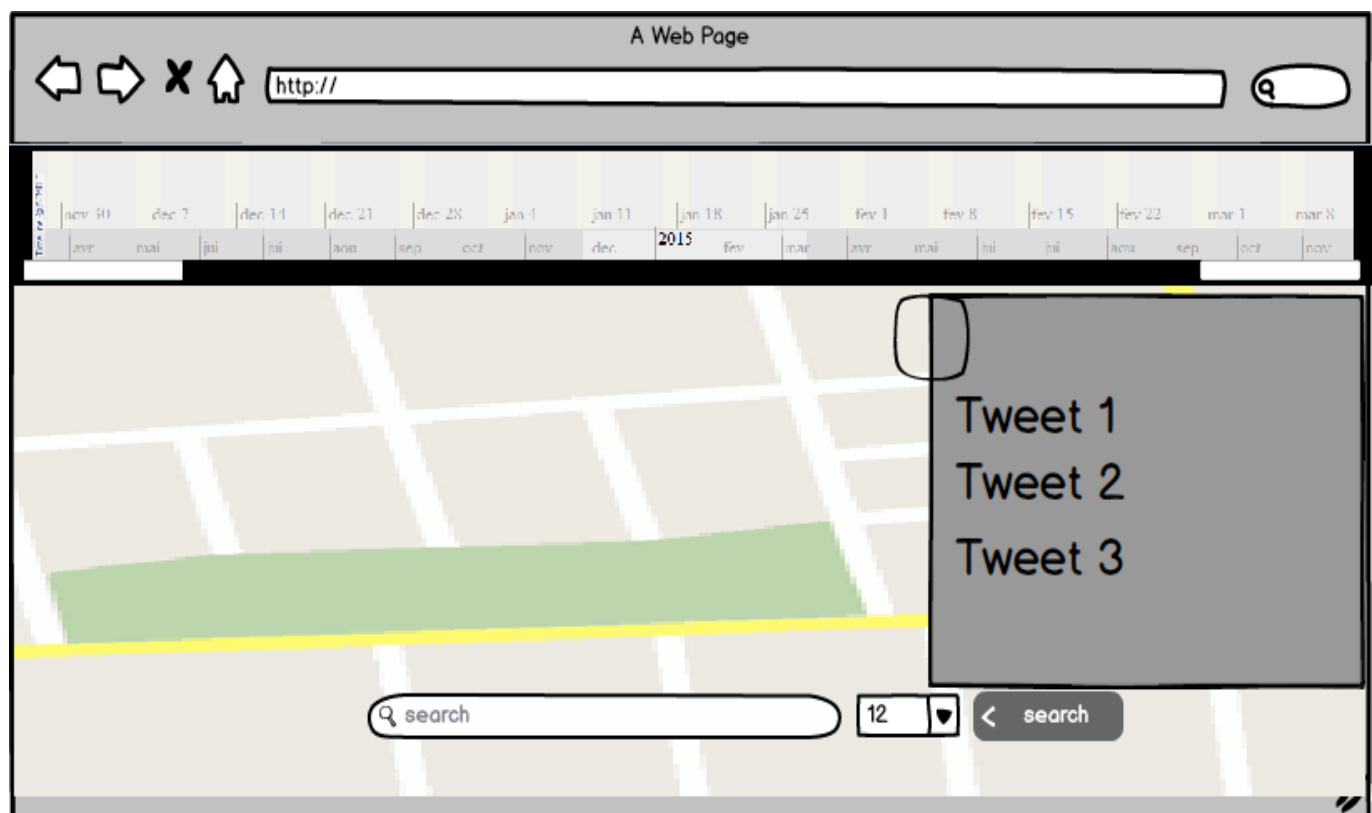 A Web Page
http://
nov 30 dec 7 dec 14 dec 21 dec 28 jan 4 jan 11 jan 18 jan 25 fev 1 fev 8 fev 15 fev 22 mar 1 mar 8
avr mai jui jui aou sep oct nov dec 2015 fev mar avr mai jui jui aou sep oct nov
Tweet 1
Tweet 2
Tweet 3
search 12 search